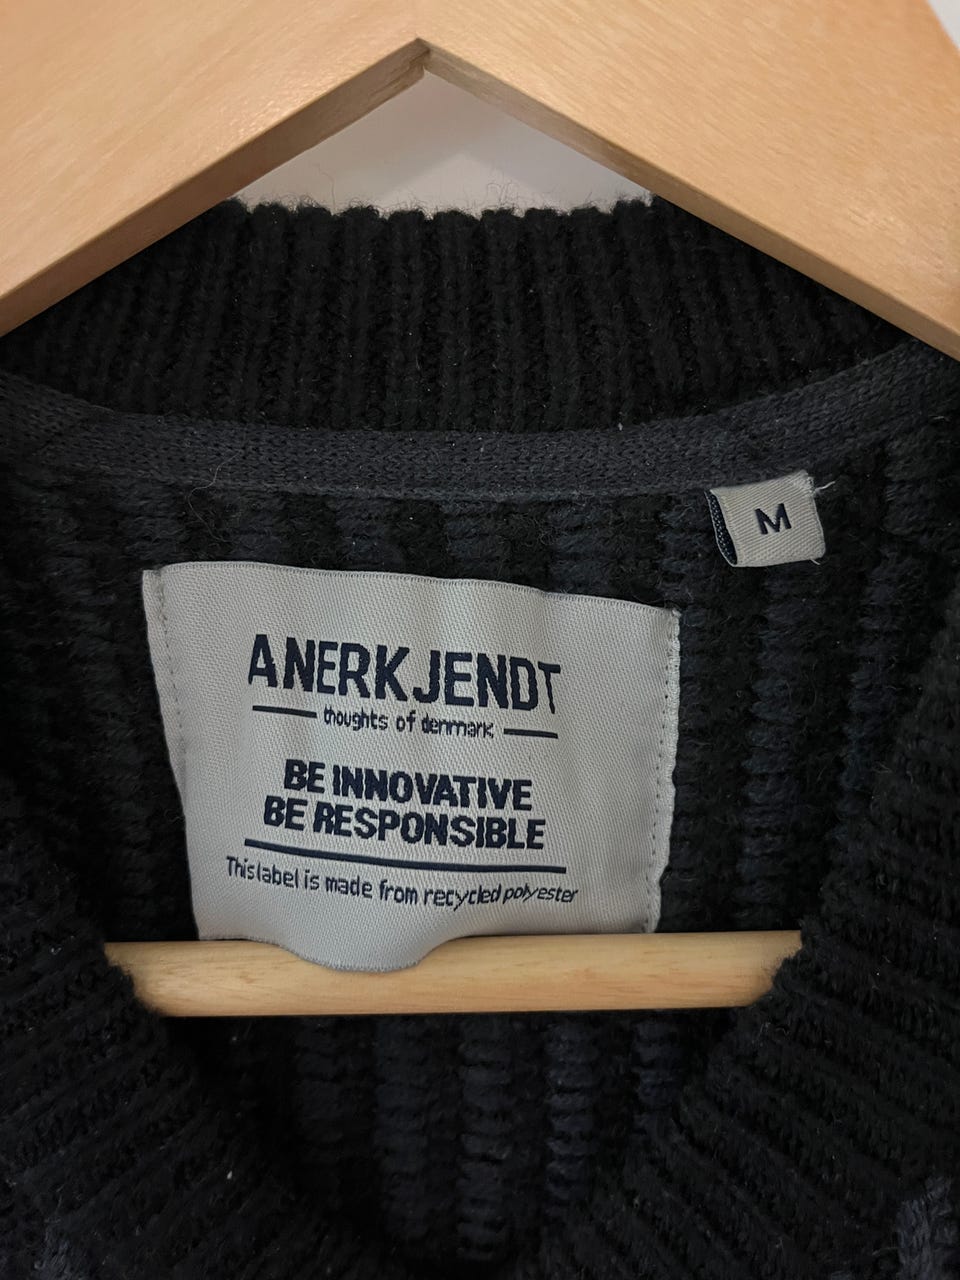 M
ANERKJENDT
thoughts of denmark
BE INNOVATIVE
BE RESPONSIBLE
This label is made from recycled polyester